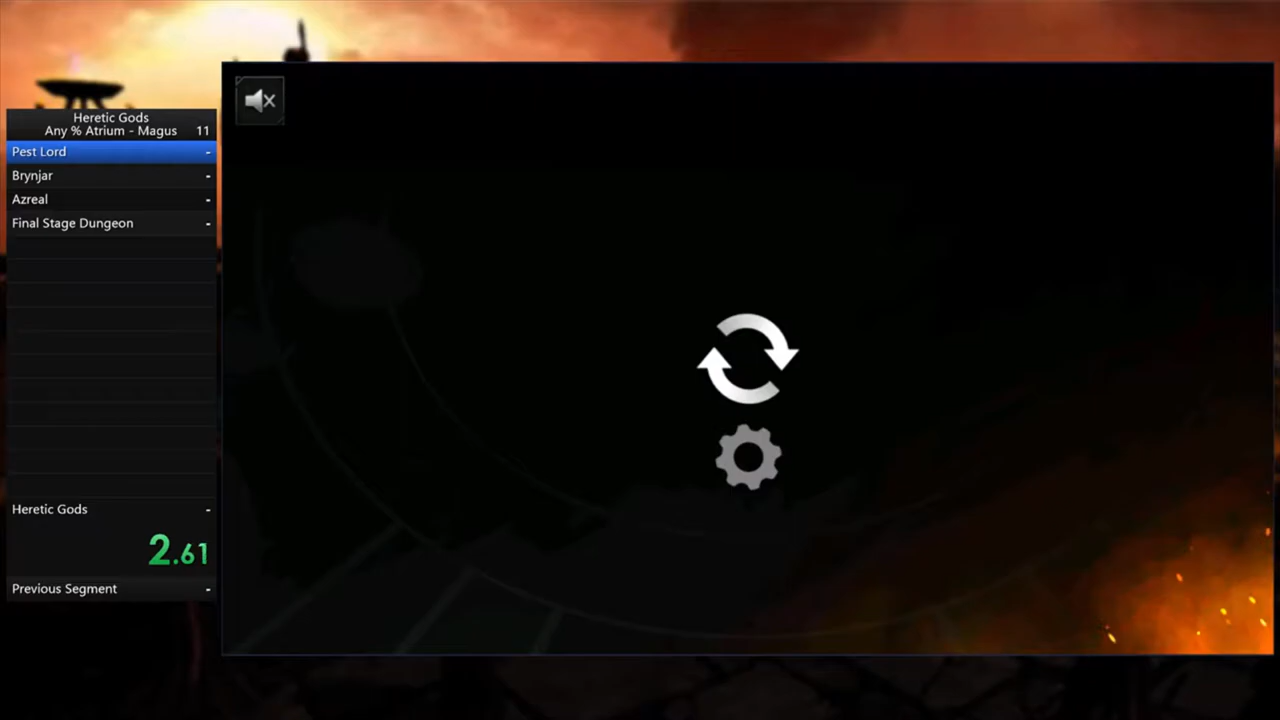 Heretic Gods
Any % Atrium - Magus 11
Pest Lord -
Brynjar -
Azreal -
Final Stage Dungeon -
Heretic Gods -
2.61
Previous Segment -